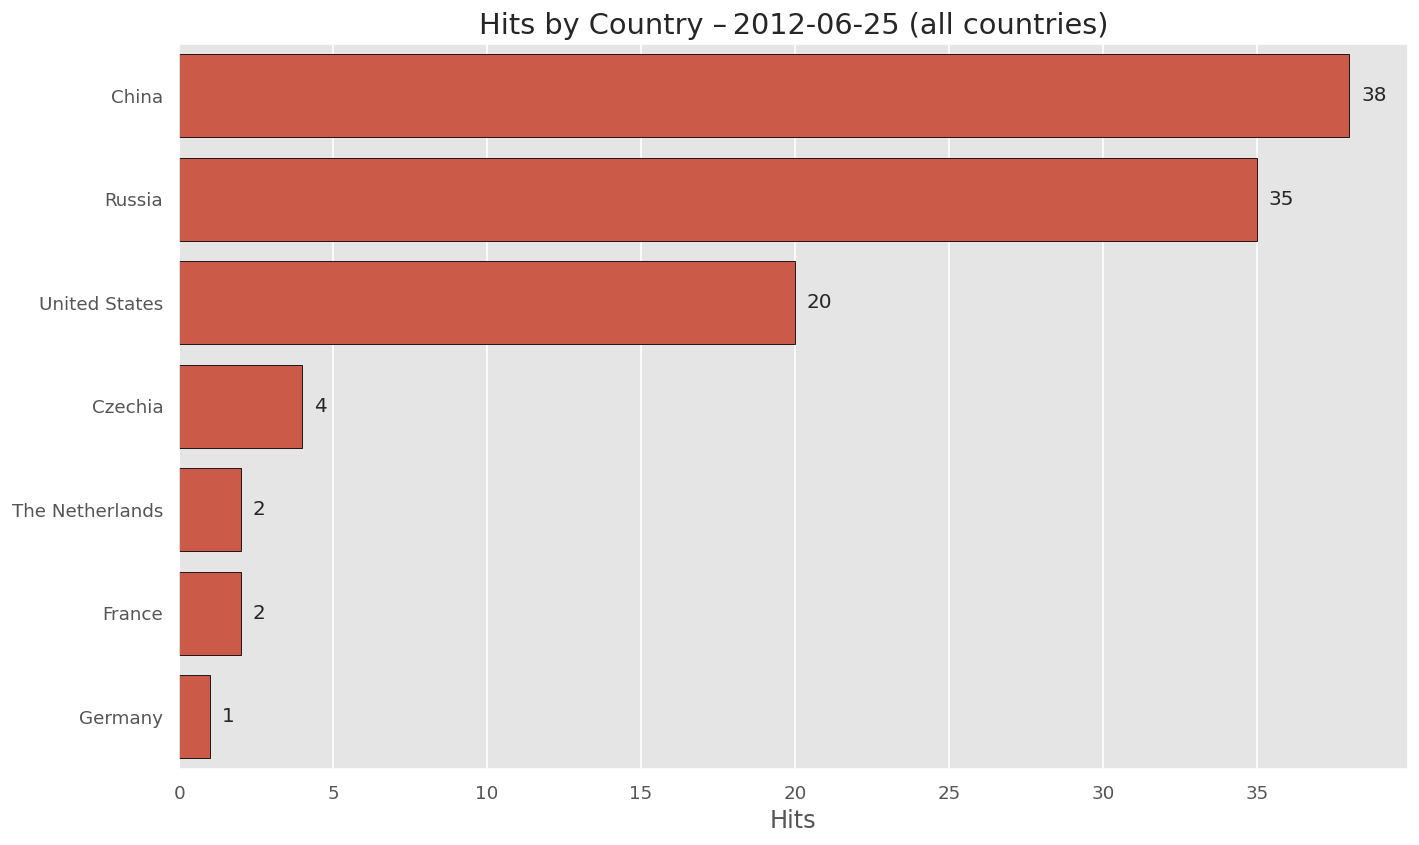 Hits by Country – 2012-06-25 (all countries)
China
38
Russia
35
United States
20
Czechia
4
The Netherlands
2
France
2
Germany
1
0 5 10 15 20 25 30 35
Hits